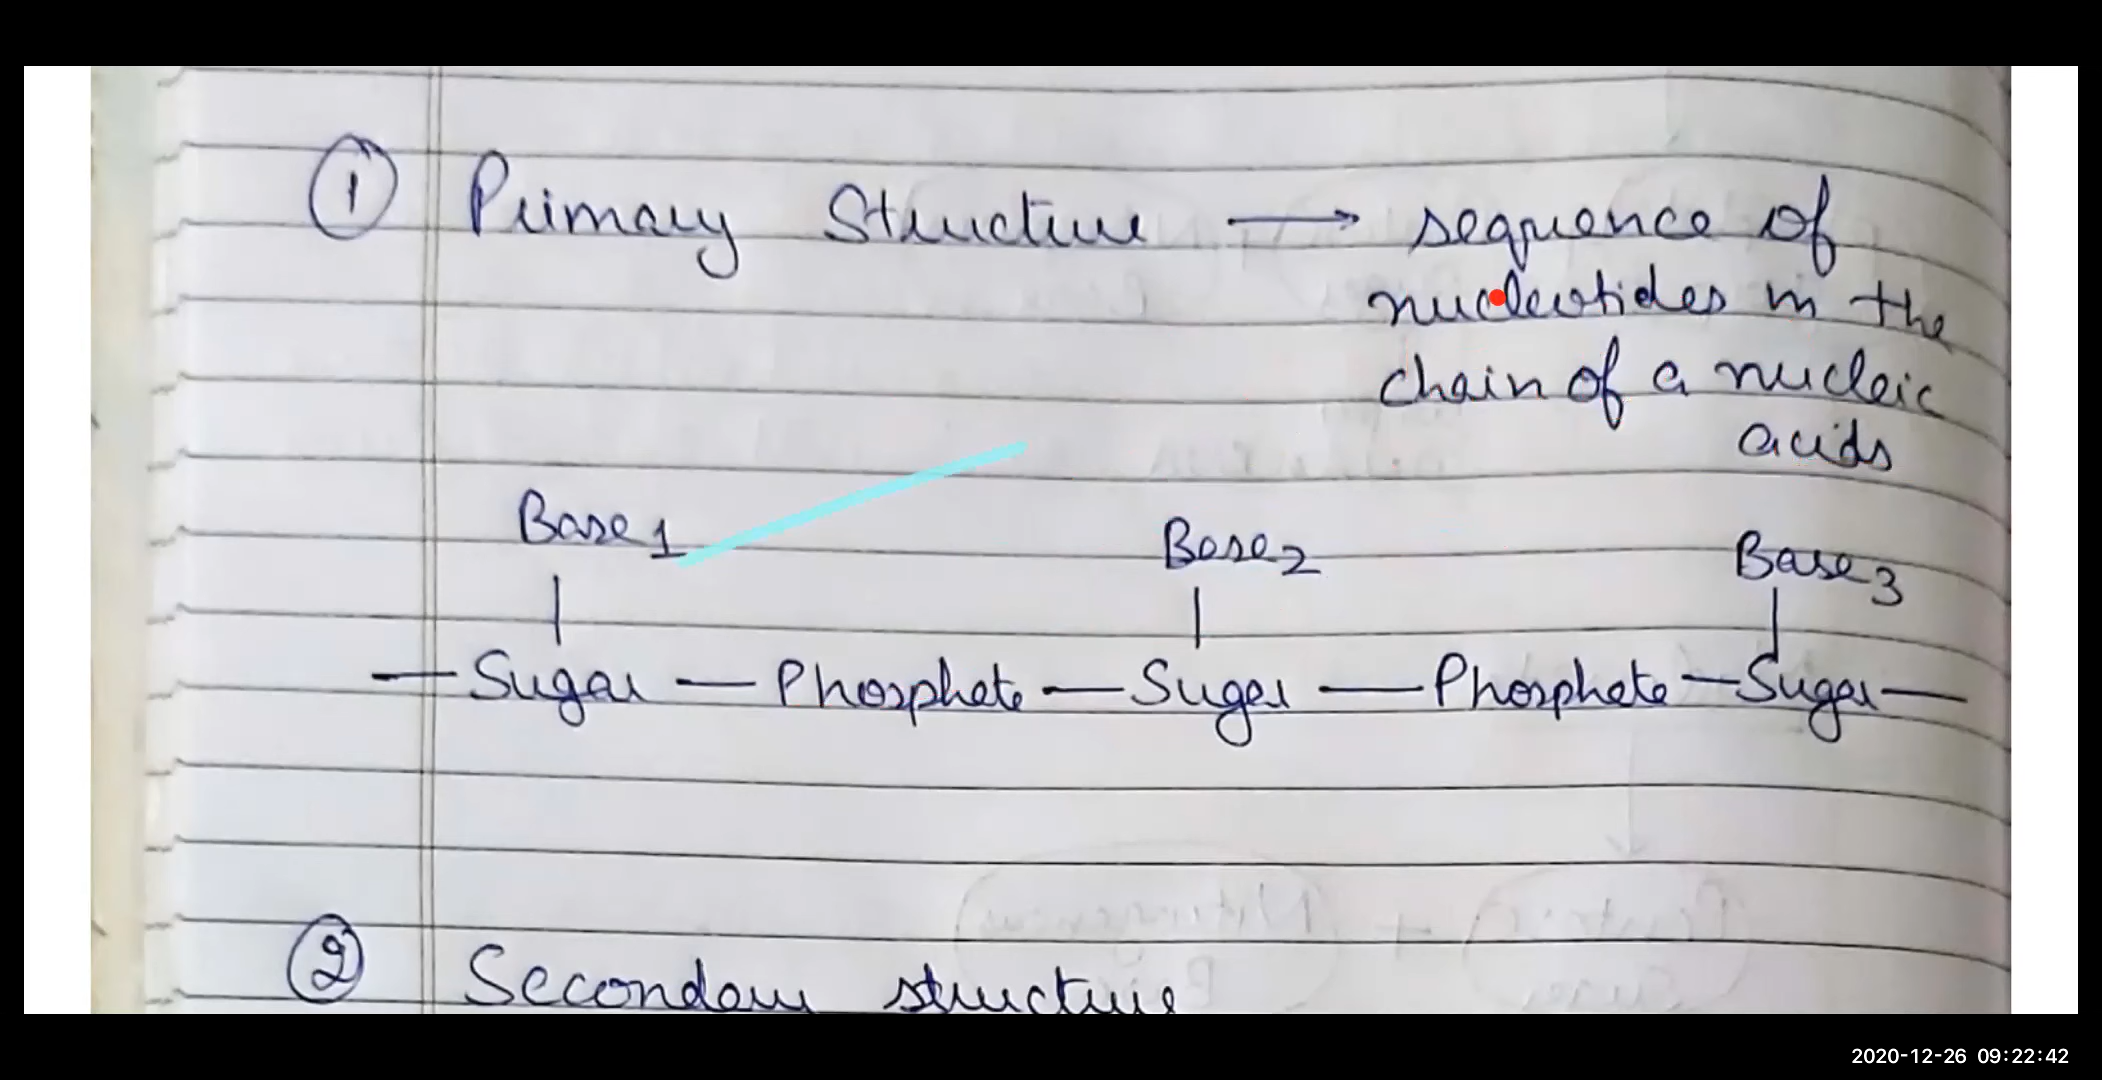 ① Primary Structure → sequence of
nucleotides in the
chain of a nucleic
acids
Base1 Base2 Base3
— Sugar — Phosphate — Sugar — Phosphate — Sugar —
② Secondary structure
2020-12-26 09:22:42